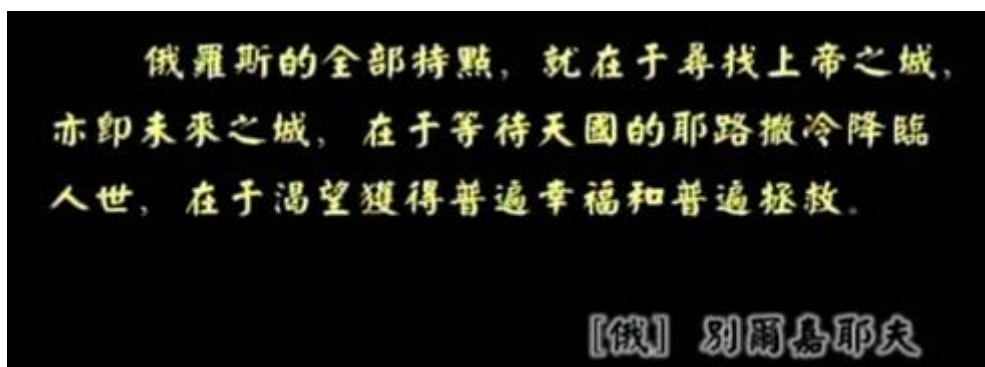 俄羅斯的全部特點，就在于尋找上帝之城，
亦即未來之城，在于等待天國的耶路撒冷降臨
人世，在于渴望獲得普遍幸福和普遍拯救。
[俄] 別爾嘉耶夫